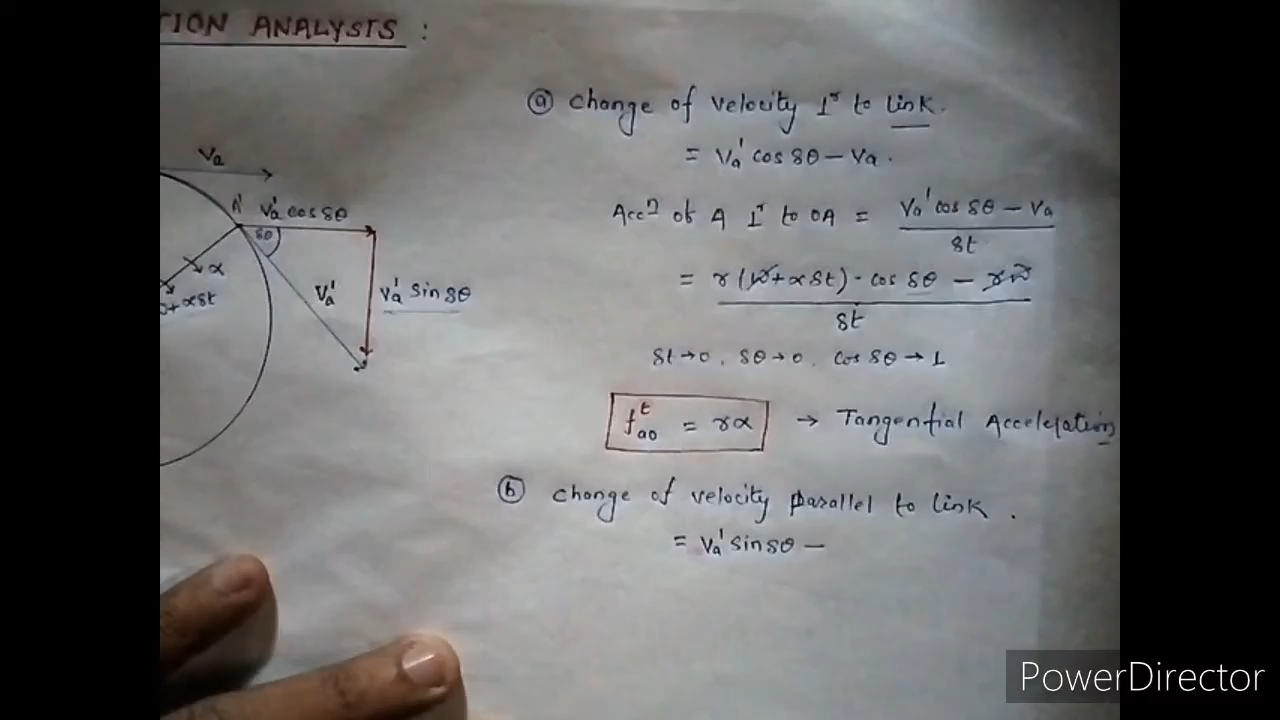 TION ANALYSTS :
ⓐ change of velocity ⊥ʳ to link.
= Va' cos δθ – Va.
Va
A' Va' cos δθ
δθ
Accⁿ of A ⊥ʳ to OA = Va' cos δθ – Va
δt
= r (ω + αδt) · cos δθ – rω
δt
α
+ αδt
Va'
Va' sin δθ
δt → 0, δθ → 0, cos δθ → 1
fᵗao = rα → Tangential Acceleration
ⓑ change of velocity parallel to link.
= Va' sin δθ –
PowerDirector